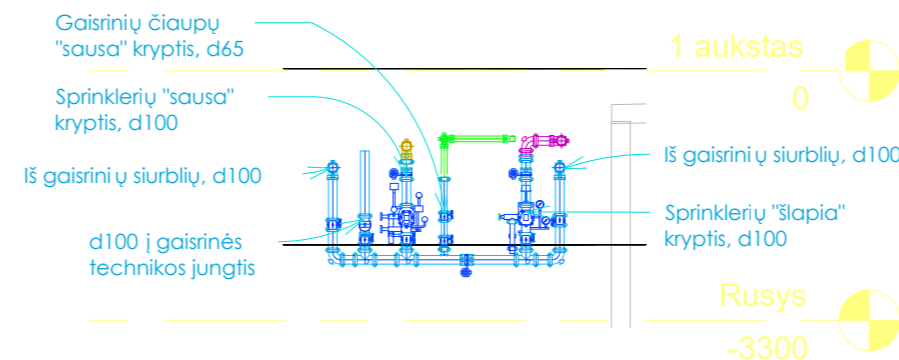 Gaisrinių čiaupų
"sausa" kryptis, d65
1 aukstas
0
Sprinklerių "sausa"
kryptis, d100
Iš gaisrinių siurblių, d100
Iš gaisrinių siurblių, d100
Sprinklerių "šlapia"
kryptis, d100
d100 į gaisrinės
technikos jungtis
Rusys
-3300